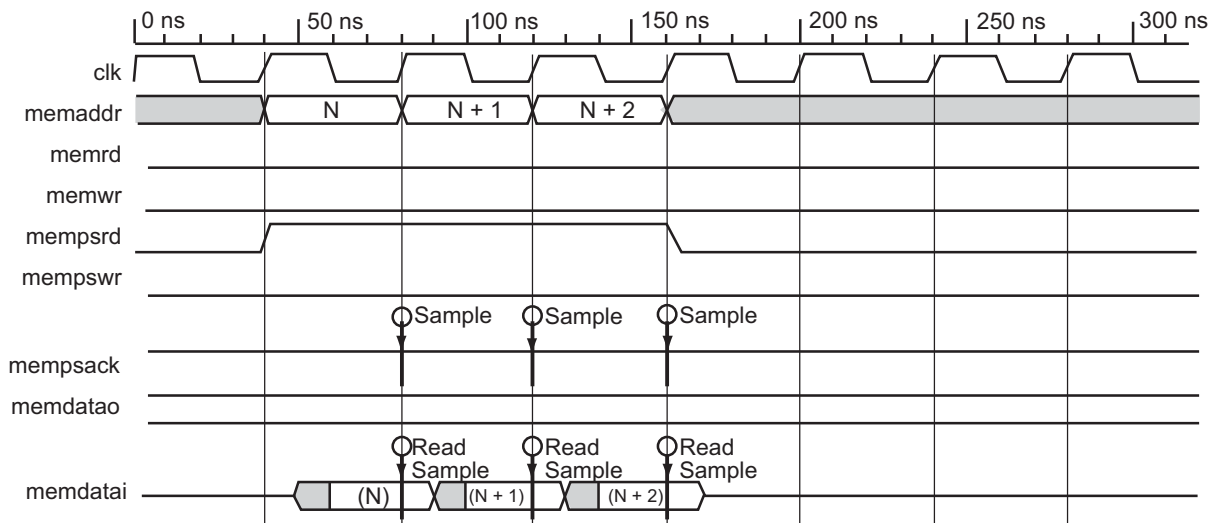 0 ns 50 ns 100 ns 150 ns 200 ns 250 ns 300 ns
clk
memaddr N N + 1 N + 2
memrd
memwr
mempsrd
mempswr
Sample Sample Sample
mempsack
memdatao
Read Read Read
Sample Sample Sample
memdatai (N) (N + 1) (N + 2)